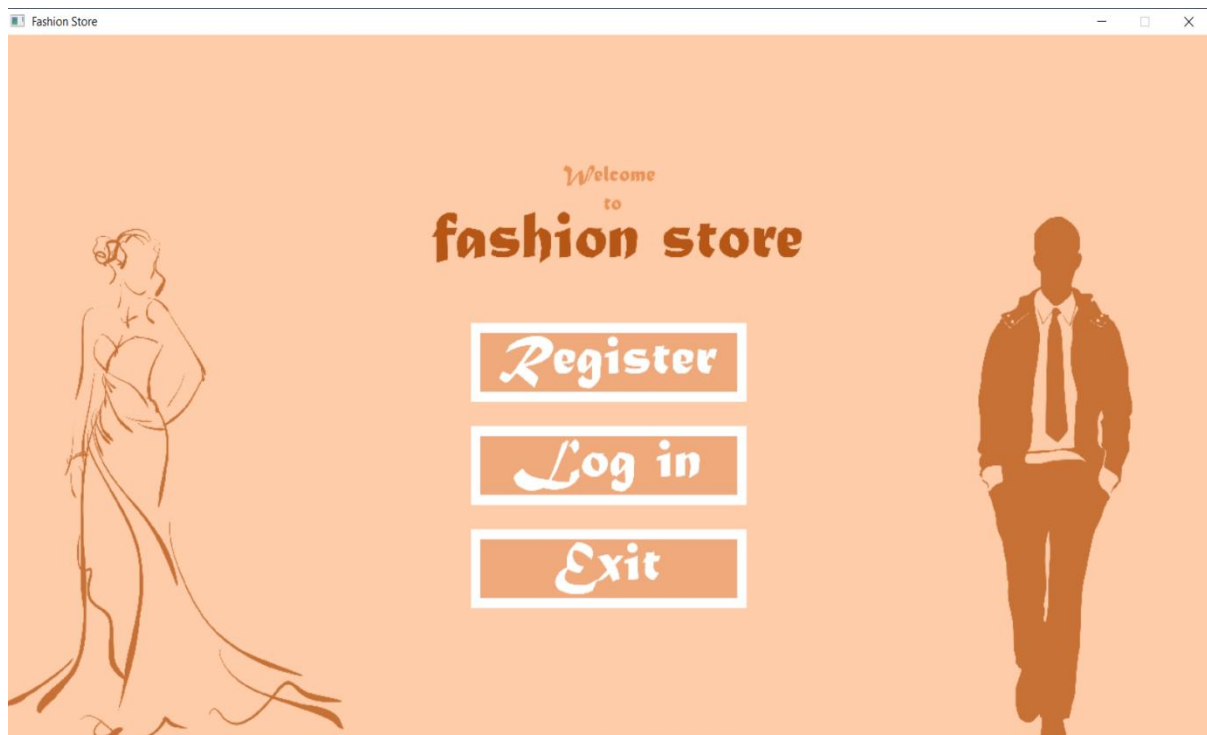 Fashion Store
Welcome
to
fashion store
Register
Log in
Exit